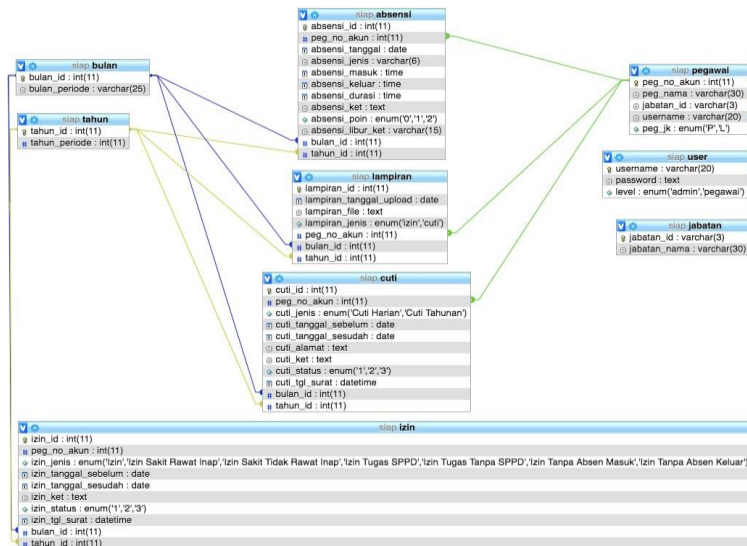 siap bulan
bulan_id : int(11)
bulan_periode : varchar(25)
siap tahun
tahun_id : int(11)
tahun_periode : int(11)
siap absensi
absensi_id : int(11)
peg_no_akun : int(11)
absensi_tanggal : date
absensi_jenis : varchar(6)
absensi_masuk : time
absensi_keluar : time
absensi_durasi : time
absensi_ket : text
absensi_poin : enum('0','1','2')
absensi_libur_ket : varchar(15)
bulan_id : int(11)
tahun_id : int(11)
siap lampiran
lampiran_id : int(11)
lampiran_tanggal_upload : date
lampiran_file : text
lampiran_jenis : enum('izin','cuti')
peg_no_akun : int(11)
bulan_id : int(11)
tahun_id : int(11)
siap cuti
cuti_id : int(11)
peg_no_akun : int(11)
cuti_jenis : enum('Cuti Harian','Cuti Tahunan')
cuti_tanggal_sebelum : date
cuti_tanggal_sesudah : date
cuti_alamat : text
cuti_ket : text
cuti_status : enum('1','2','3')
cuti_tgl_surat : datetime
bulan_id : int(11)
tahun_id : int(11)
siap pegawai
peg_no_akun : int(11)
peg_nama : varchar(30)
jabatan_id : varchar(3)
username : varchar(20)
peg_jk : enum('P','L')
siap user
username : varchar(20)
password : text
level : enum('admin','pegawai')
siap jabatan
jabatan_id : varchar(3)
jabatan_nama : varchar(30)
siap izin
izin_id : int(11)
peg_no_akun : int(11)
izin_jenis : enum('Izin','Izin Sakit Rawat Inap','Izin Sakit Tidak Rawat Inap','Izin Tugas SPPD','Izin Tugas Tanpa SPPD','Izin Tanpa Absen Masuk','Izin Tanpa Absen Keluar')
izin_tanggal_sebelum : date
izin_tanggal_sesudah : date
izin_ket : text
izin_status : enum('1','2','3')
izin_tgl_surat : datetime
bulan_id : int(11)
tahun_id : int(11)